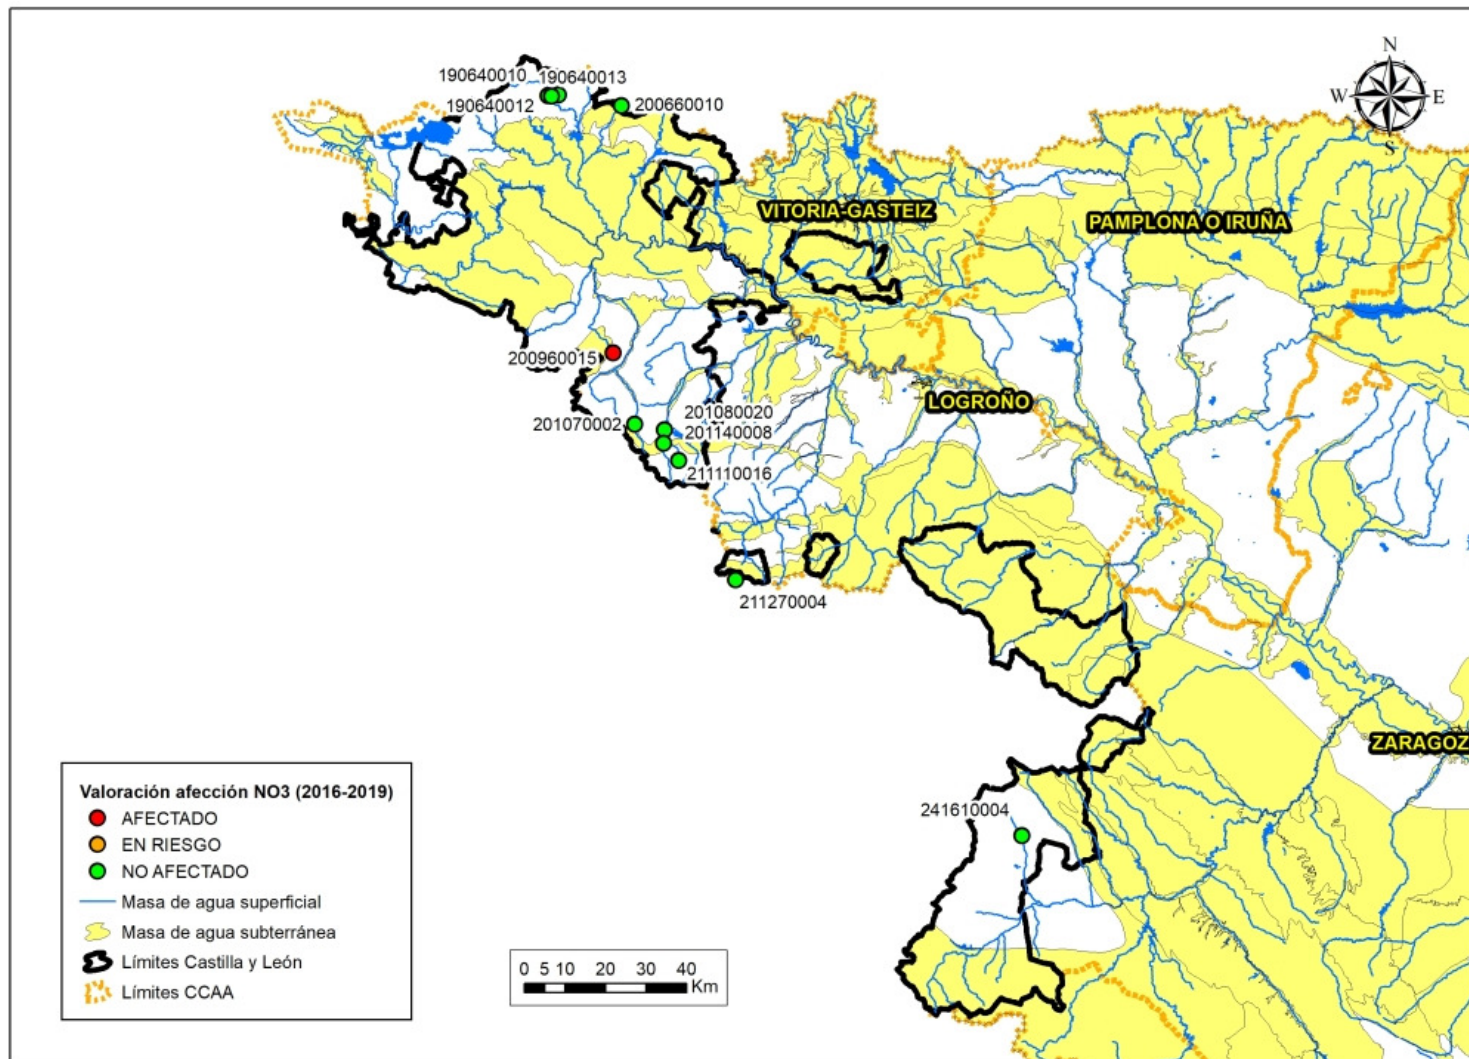 N
W E
S
190640010 190640013
190640012
200660010
VITORIA-GASTEIZ
PAMPLONA O IRUÑA
200960015
LOGROÑO
201080020
201070002
201140008
211110016
211270004
ZARAGOZ
241610004
Valoración afección NO3 (2016-2019)
AFECTADO
EN RIESGO
NO AFECTADO
Masa de agua superficial
Masa de agua subterránea
Límites Castilla y León
Límites CCAA
0 5 10 20 30 40
Km